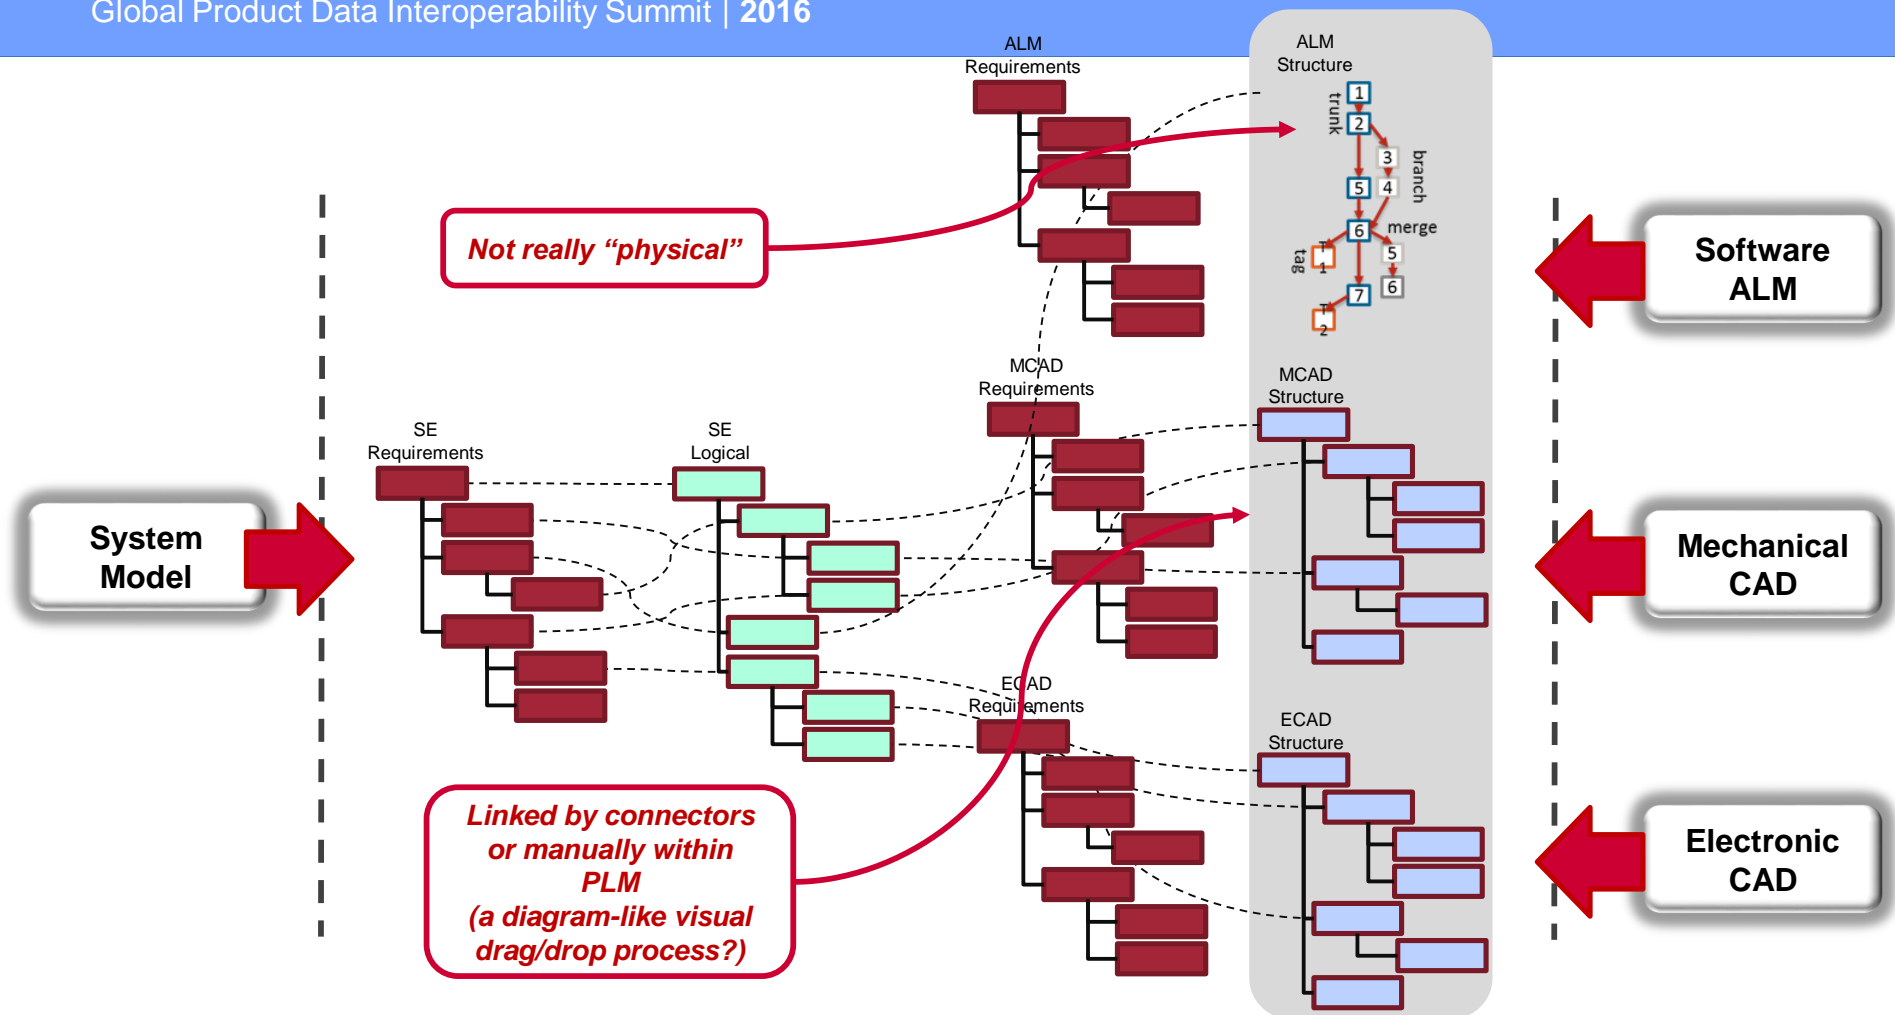 Global Product Data Interoperability Summit | 2016
ALM
Requirements
ALM
Structure
trunk
1
2
3
branch
5
4
6
merge
T
1
tag
5
6
7
T
2
Not really “physical”
Software
ALM
MCAD
Requirements
MCAD
Structure
SE
Requirements
SE
Logical
System
Model
Mechanical
CAD
ECAD
Requirements
ECAD
Structure
Linked by connectors
or manually within
PLM
(a diagram-like visual
drag/drop process?)
Electronic
CAD